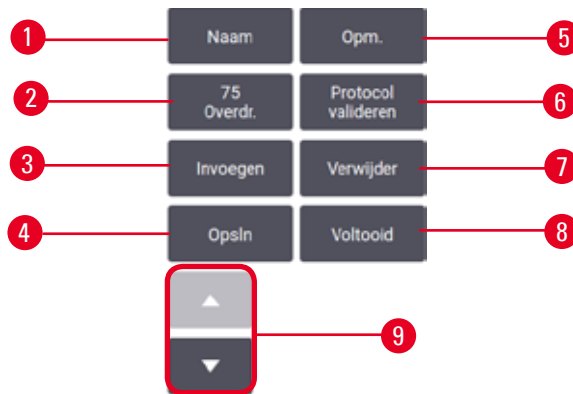 1
Naam
Opm.
5
2
75
Overdr.
Protocol
valideren
6
3
Invoegen
Verwijder
7
4
Opsln
Voltooid
8
9